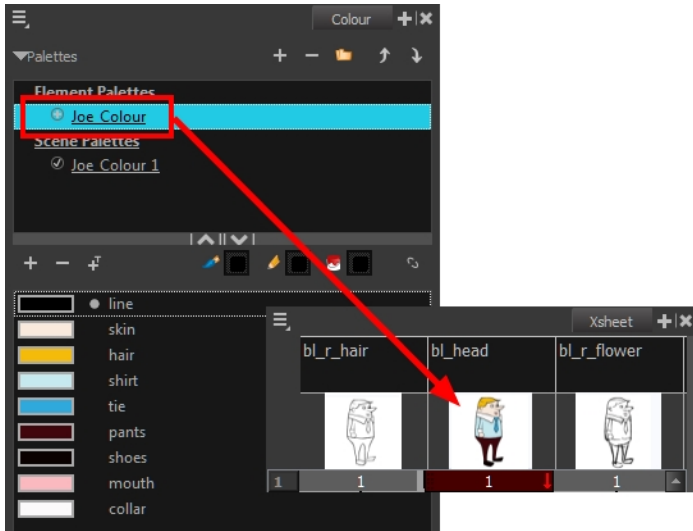 Colour
Palettes
Element Palettes
Joe Colour
Scene Palettes
Joe Colour 1
line
skin
hair
shirt
tie
pants
shoes
mouth
collar
Xsheet
bl_r_hair bl_head bl_r_flower
1 1 1 1